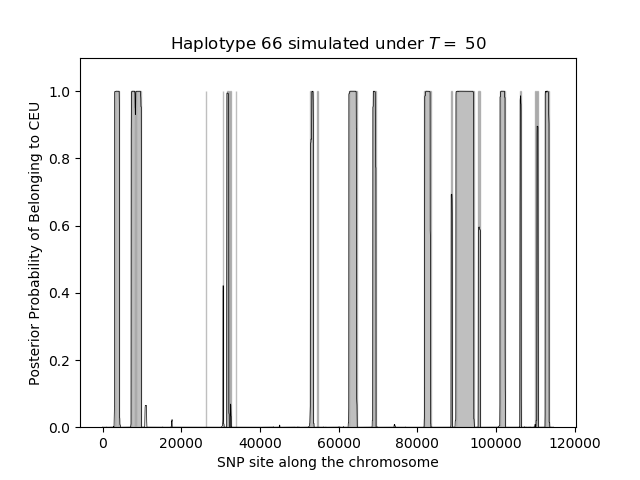 Haplotype 66 simulated under T = 50
Posterior Probability of Belonging to CEU
1.0
0.8
0.6
0.4
0.2
0.0
0 20000 40000 60000 80000 100000 120000
SNP site along the chromosome